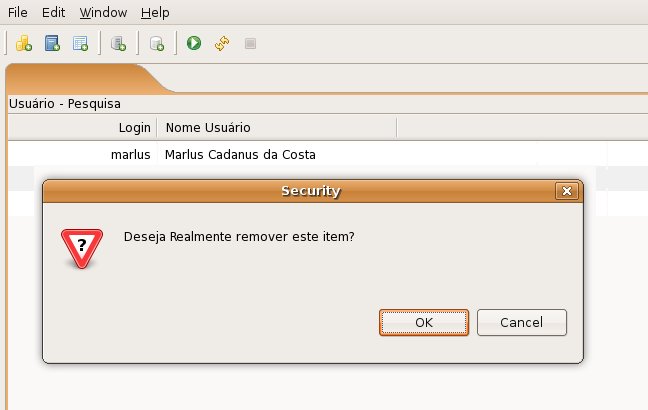 File Edit Window Help
Usuário - Pesquisa
Login Nome Usuário
marlus Marlus Cadanus da Costa
Security
?
Deseja Realmente remover este item?
OK Cancel